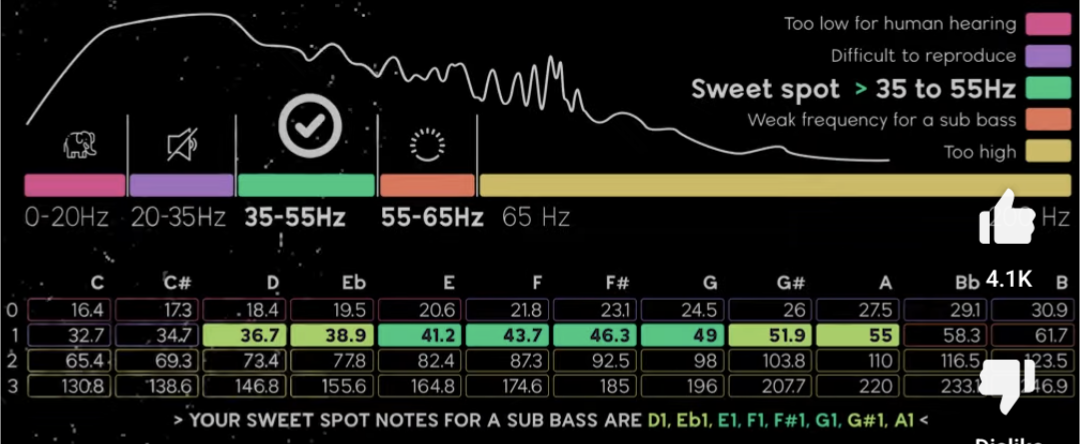 Too low for human hearing
Difficult to reproduce
Sweet spot > 35 to 55Hz
Weak frequency for a sub bass
Too high
0-20Hz 20-35Hz 35-55Hz 55-65Hz 65 Hz Hz
4.1K
C C# D Eb E F F# G G# A Bb B
0 16.4 17.3 18.4 19.5 20.6 21.8 23.1 24.5 26 27.5 29.1 30.9
1 32.7 34.7 36.7 38.9 41.2 43.7 46.3 49 51.9 55 58.3 61.7
2 65.4 69.3 73.4 77.8 82.4 87.3 92.5 98 103.8 110 116.5 123.5
3 130.8 138.6 146.8 155.6 164.8 174.6 185 196 207.7 220
> YOUR SWEET SPOT NOTES FOR A SUB BASS ARE D1, Eb1, E1, F1, F#1, G1, G#1, A1 <